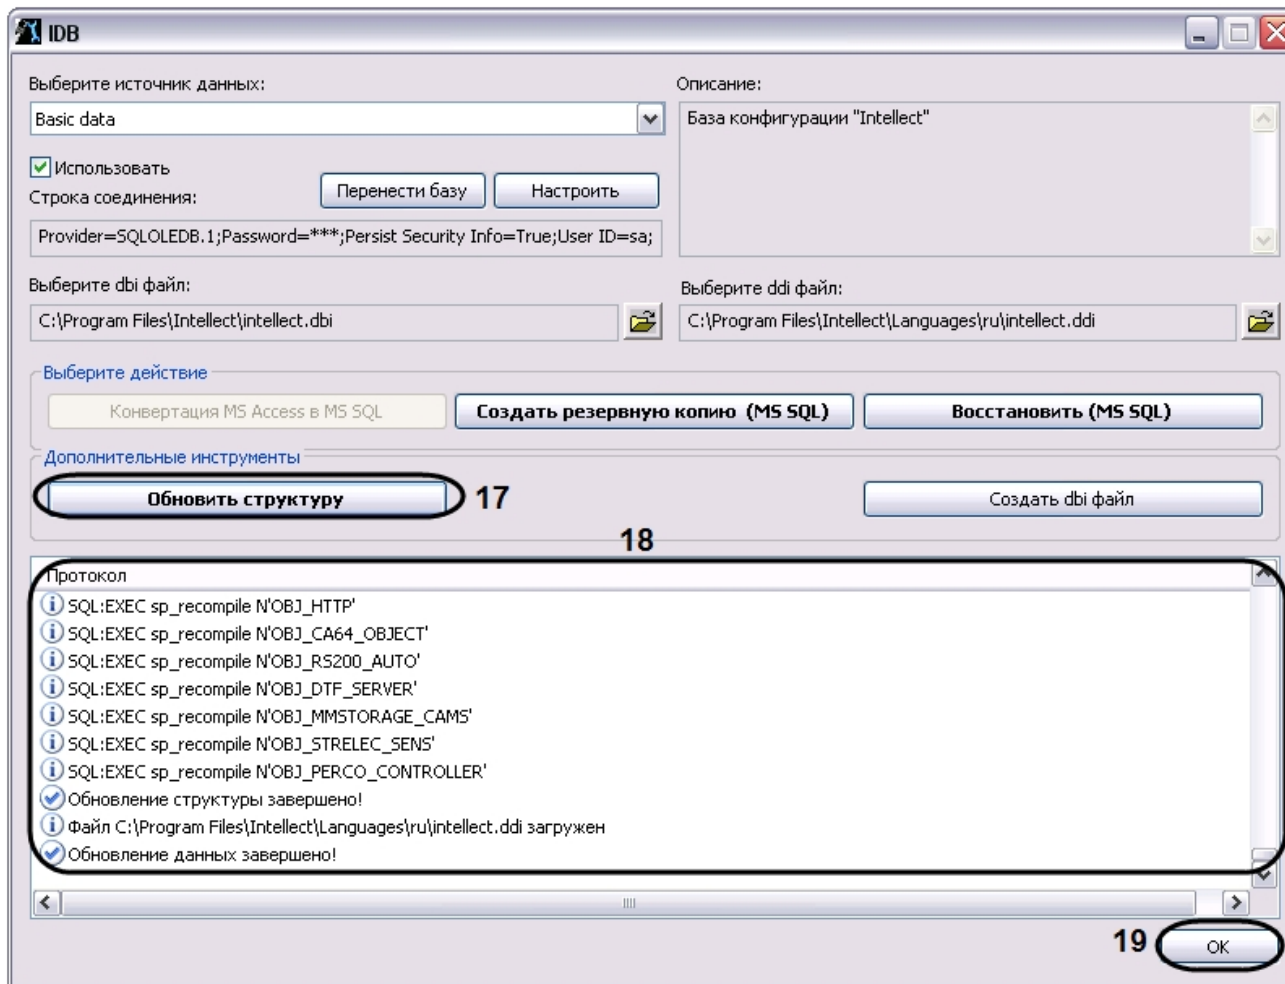 IDB
Выберите источник данных:
Описание:
Basic data
База конфигурации "Intellect"
Использовать
Строка соединения:
Перенести базу
Настроить
Provider=SQLOLEDB.1;Password=***;Persist Security Info=True;User ID=sa;
Выберите dbi файл:
Выберите ddi файл:
C:\Program Files\Intellect\intellect.dbi
C:\Program Files\Intellect\Languages\ru\intellect.ddi
Выберите действие
Конвертация MS Access в MS SQL
Создать резервную копию (MS SQL)
Восстановить (MS SQL)
Дополнительные инструменты
Обновить структуру
17
Создать dbi файл
18
Протокол
SQL:EXEC sp_recompile N'OBJ_HTTP'
SQL:EXEC sp_recompile N'OBJ_CA64_OBJECT'
SQL:EXEC sp_recompile N'OBJ_RS200_AUTO'
SQL:EXEC sp_recompile N'OBJ_DTF_SERVER'
SQL:EXEC sp_recompile N'OBJ_MMSTORAGE_CAMS'
SQL:EXEC sp_recompile N'OBJ_STRELEC_SENS'
SQL:EXEC sp_recompile N'OBJ_PERCO_CONTROLLER'
Обновление структуры завершено!
Файл C:\Program Files\Intellect\Languages\ru\intellect.ddi загружен
Обновление данных завершено!
19
OK